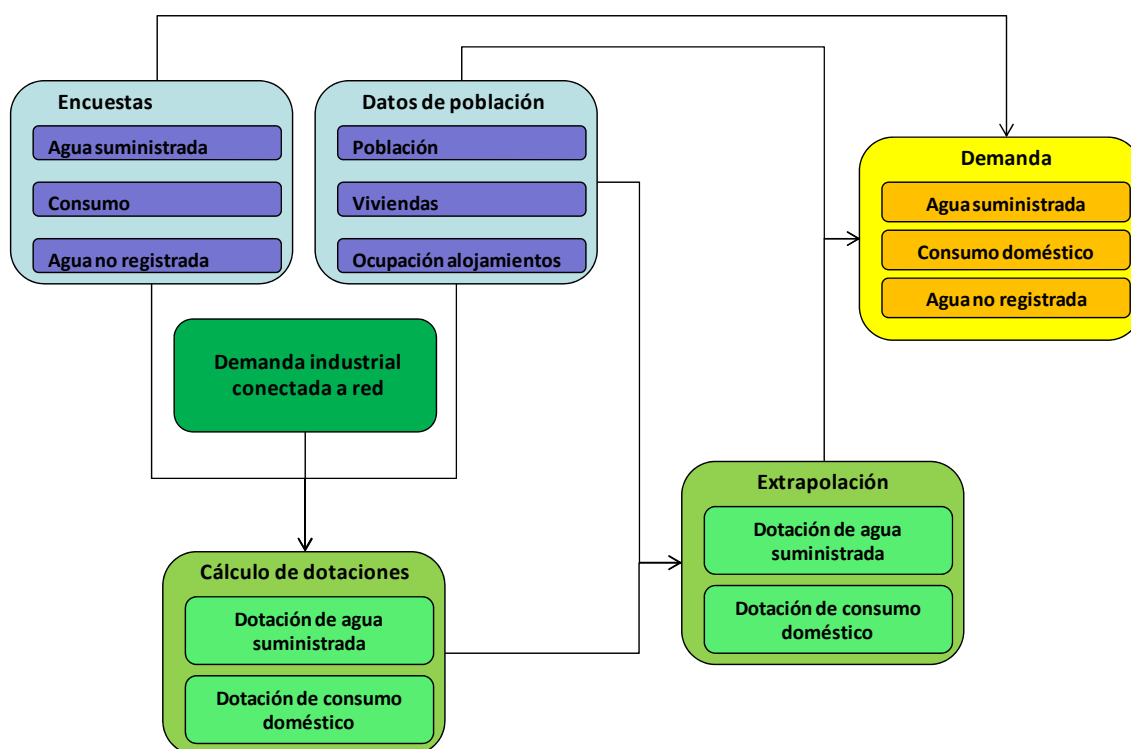 Encuestas
Agua suministrada
Consumo
Agua no registrada
Datos de población
Población
Viviendas
Ocupación alojamientos
Demanda
Agua suministrada
Consumo doméstico
Agua no registrada
Demanda industrial
conectada a red
Extrapolación
Dotación de agua
suministrada
Dotación de consumo
doméstico
Cálculo de dotaciones
Dotación de agua
suministrada
Dotación de consumo
doméstico